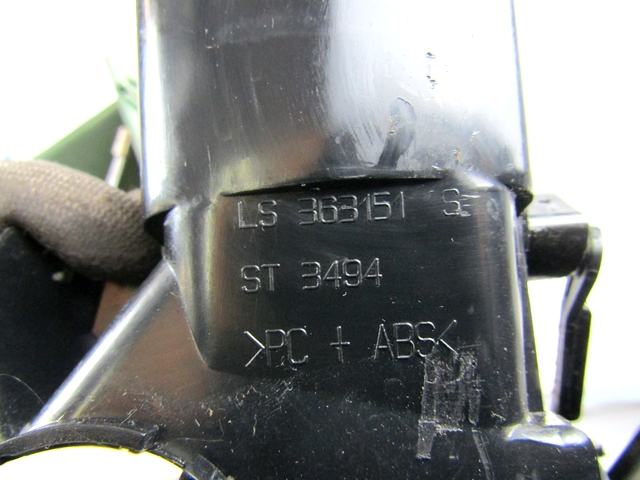 LS 363151 S
ST 3494
>PC + ABS<